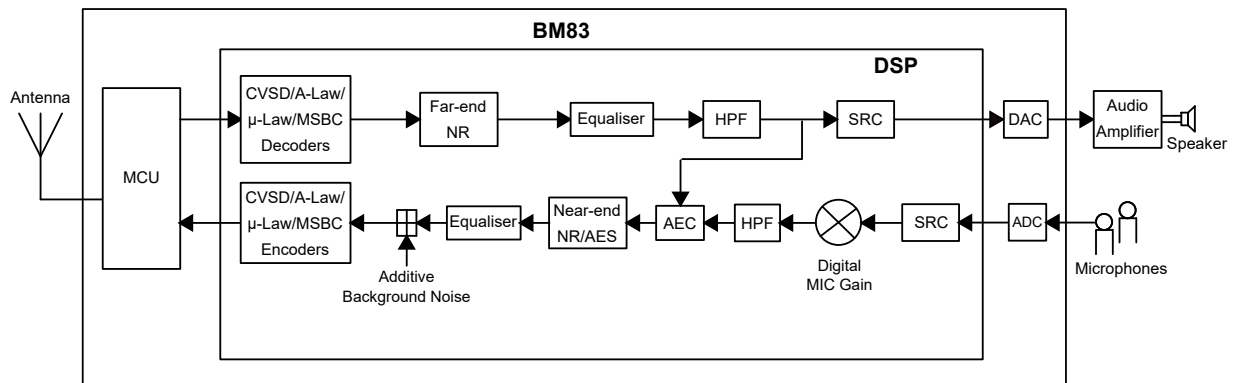 BM83
DSP
Antenna
MCU
CVSD/A-Law/
μ-Law/MSBC
Decoders
Far-end
NR
Equaliser
HPF
SRC
DAC
Audio
Amplifier
Speaker
CVSD/A-Law/
μ-Law/MSBC
Encoders
Additive
Background Noise
Equaliser
Near-end
NR/AES
AEC
HPF
Digital
MIC Gain
SRC
ADC
Microphones